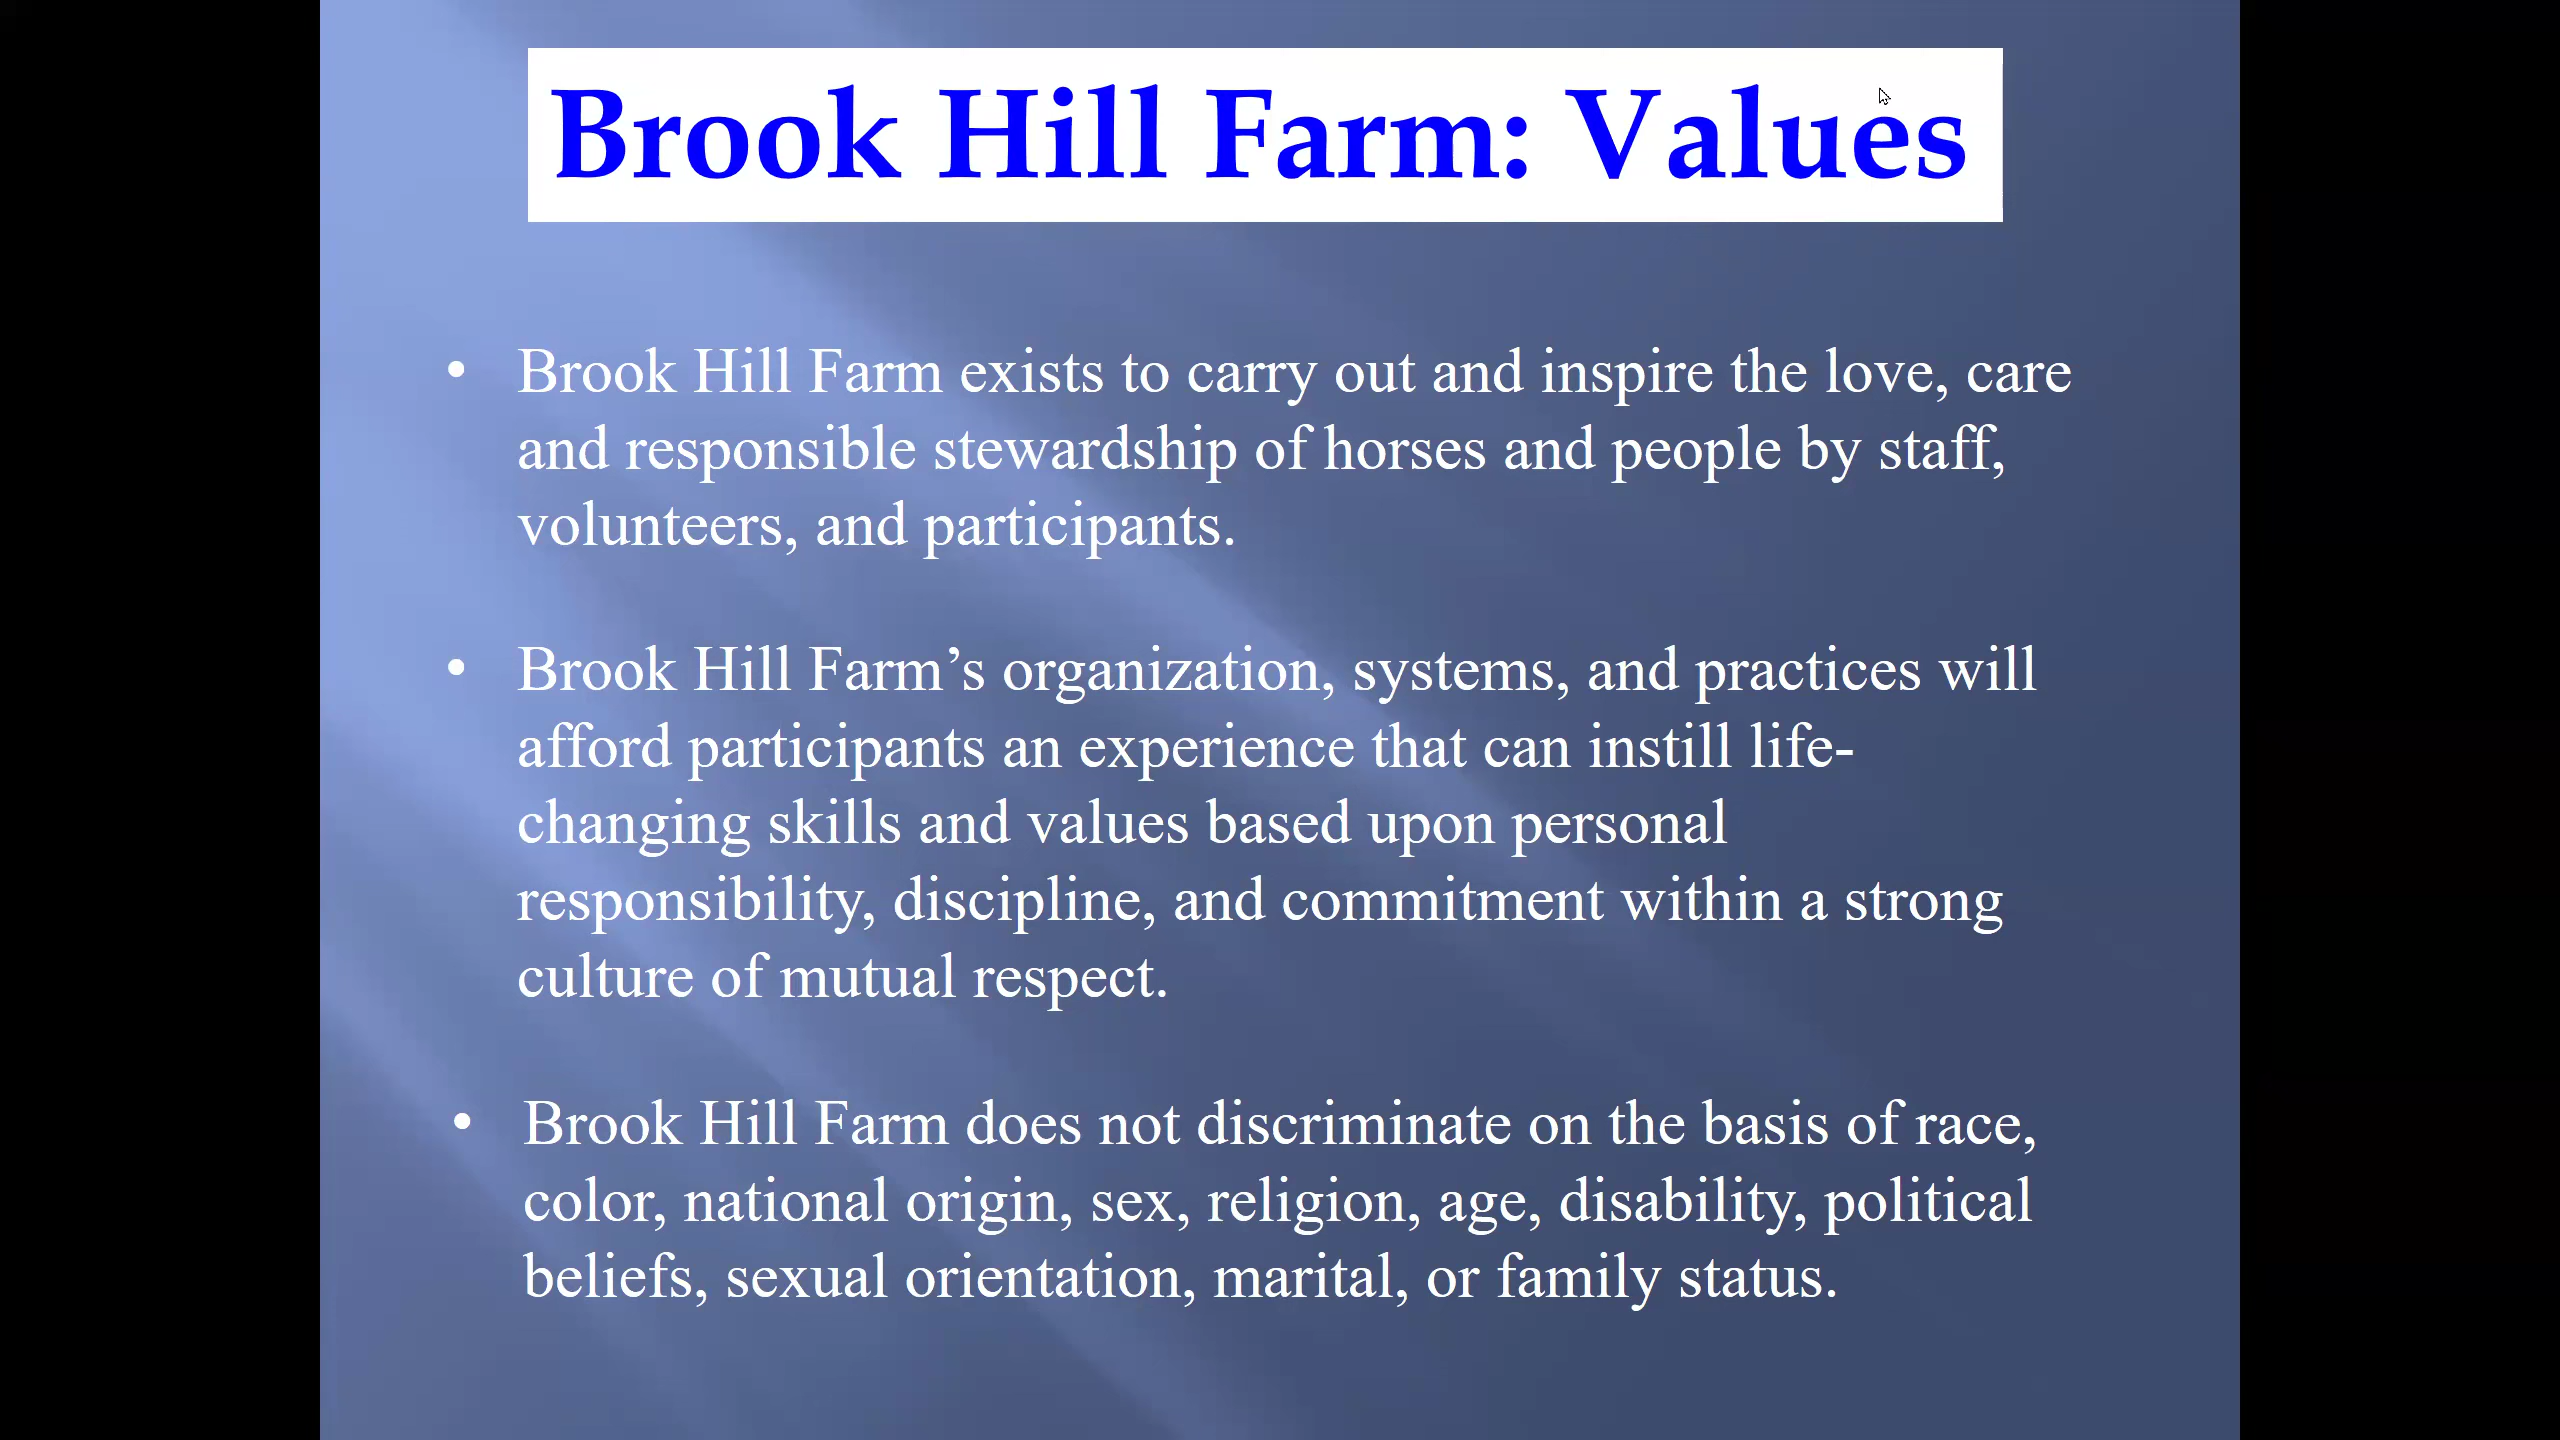 Brook Hill Farm: Values
• Brook Hill Farm exists to carry out and inspire the love, care
and responsible stewardship of horses and people by staff,
volunteers, and participants.
• Brook Hill Farm’s organization, systems, and practices will
afford participants an experience that can instill life-
changing skills and values based upon personal
responsibility, discipline, and commitment within a strong
culture of mutual respect.
• Brook Hill Farm does not discriminate on the basis of race,
color, national origin, sex, religion, age, disability, political
beliefs, sexual orientation, marital, or family status.